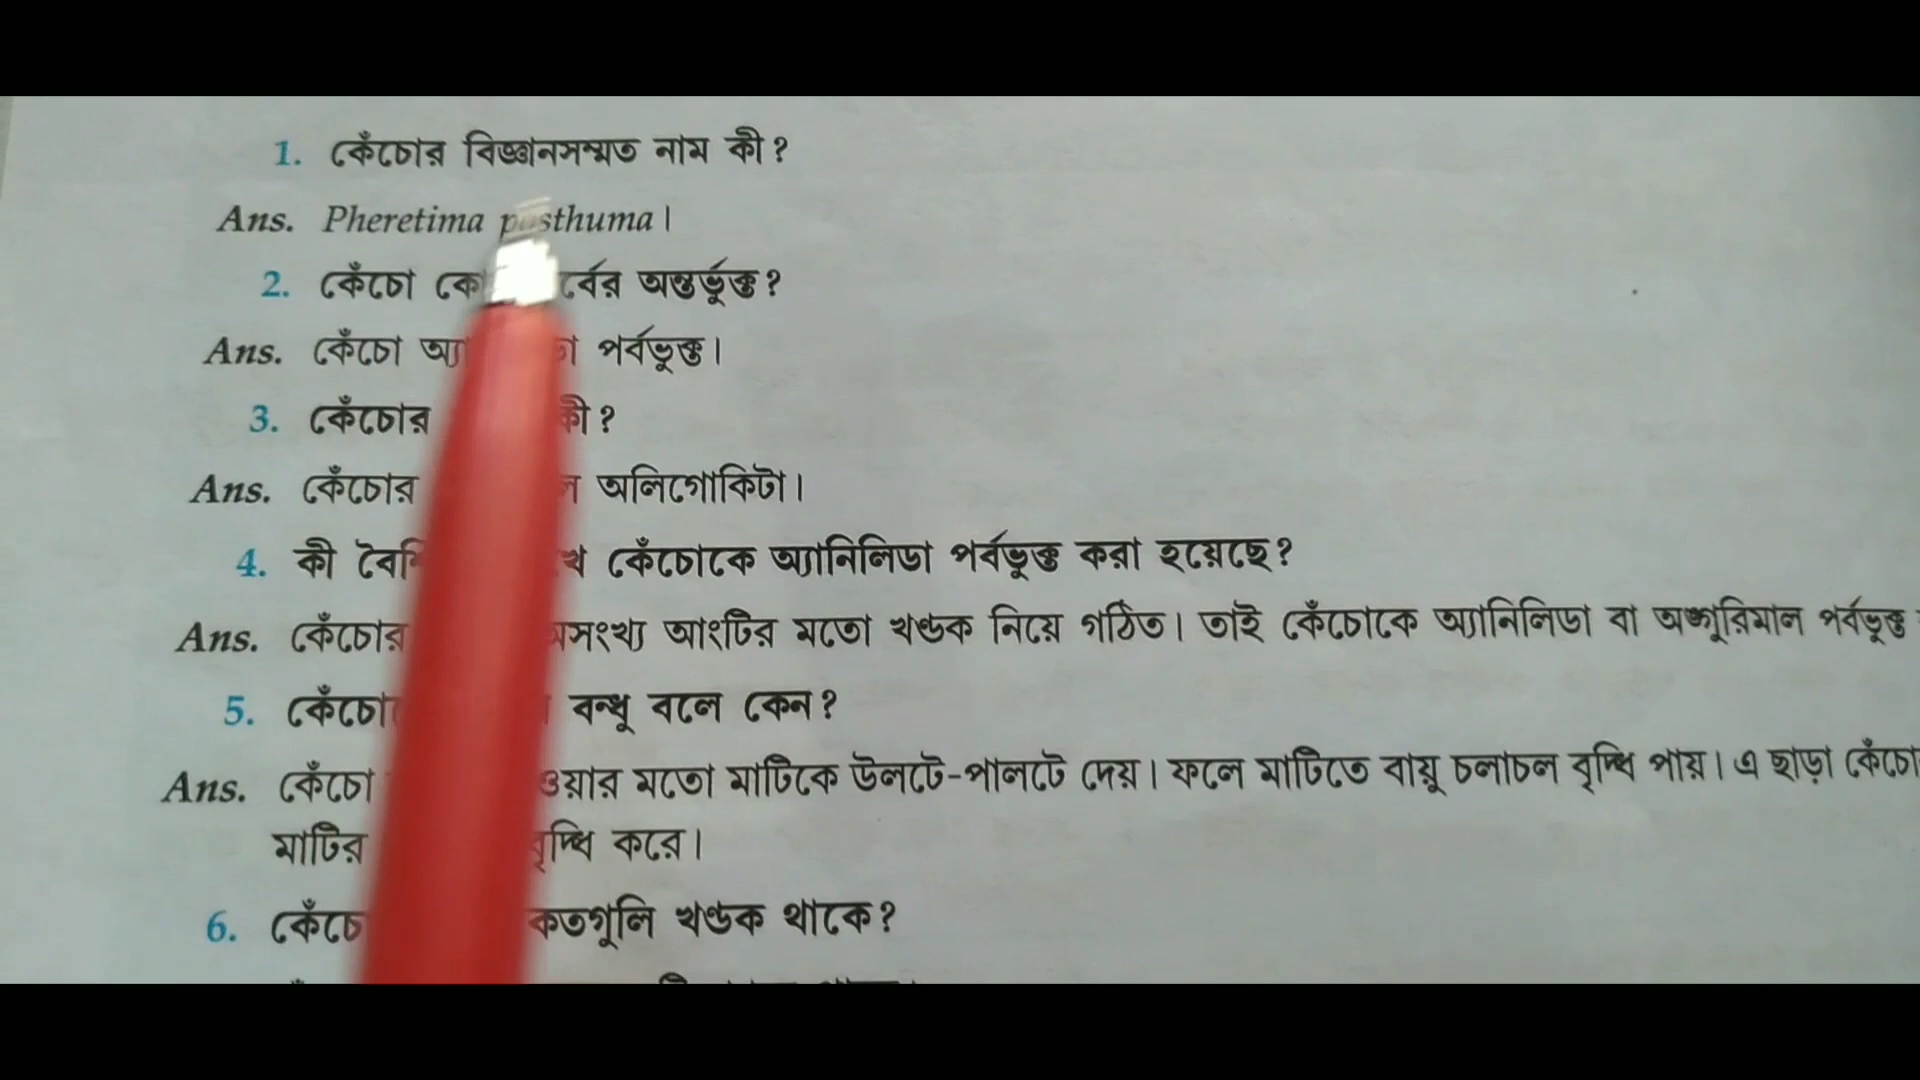 1. কেঁচোর বিজ্ঞানসম্মত নাম কী?
Ans. Pheretima posthuma।
2. কেঁচো র্বের অন্তর্ভুক্ত?
Ans. কেঁচো পর্বভুক্ত।
3. কেঁচোর কী?
Ans. কেঁচোর অলিগোকিটা।
4. কী কেঁচোকে অ্যানিলিডা পর্বভুক্ত করা হয়েছে?
Ans. কেঁচোর অসংখ্য আংটির মতো খণ্ডক নিয়ে গঠিত। তাই কেঁচোকে অ্যানিলিডা বা অঙ্গুরিমাল পর্বভুক্ত
5. বন্ধু বলে কেন?
Ans. কেঁচো ওয়ার মতো মাটিকে উলটে-পালটে দেয়। ফলে মাটিতে বায়ু চলাচল বৃদ্ধি পায়। এ ছাড়া কেঁচো
মাটির বৃদ্ধি করে।
6. কতগুলি খণ্ডক থাকে?